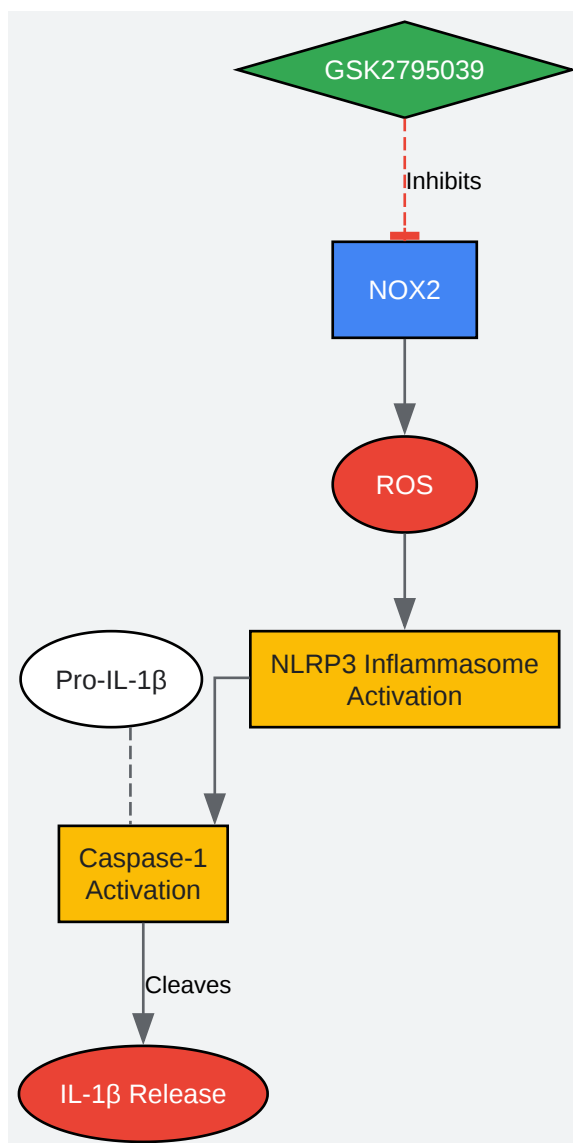 GSK2795039
Inhibits
NOX2
ROS
NLRP3 Inflammasome
Activation
Pro-IL-1β
Caspase-1
Activation
Cleaves
IL-1β Release